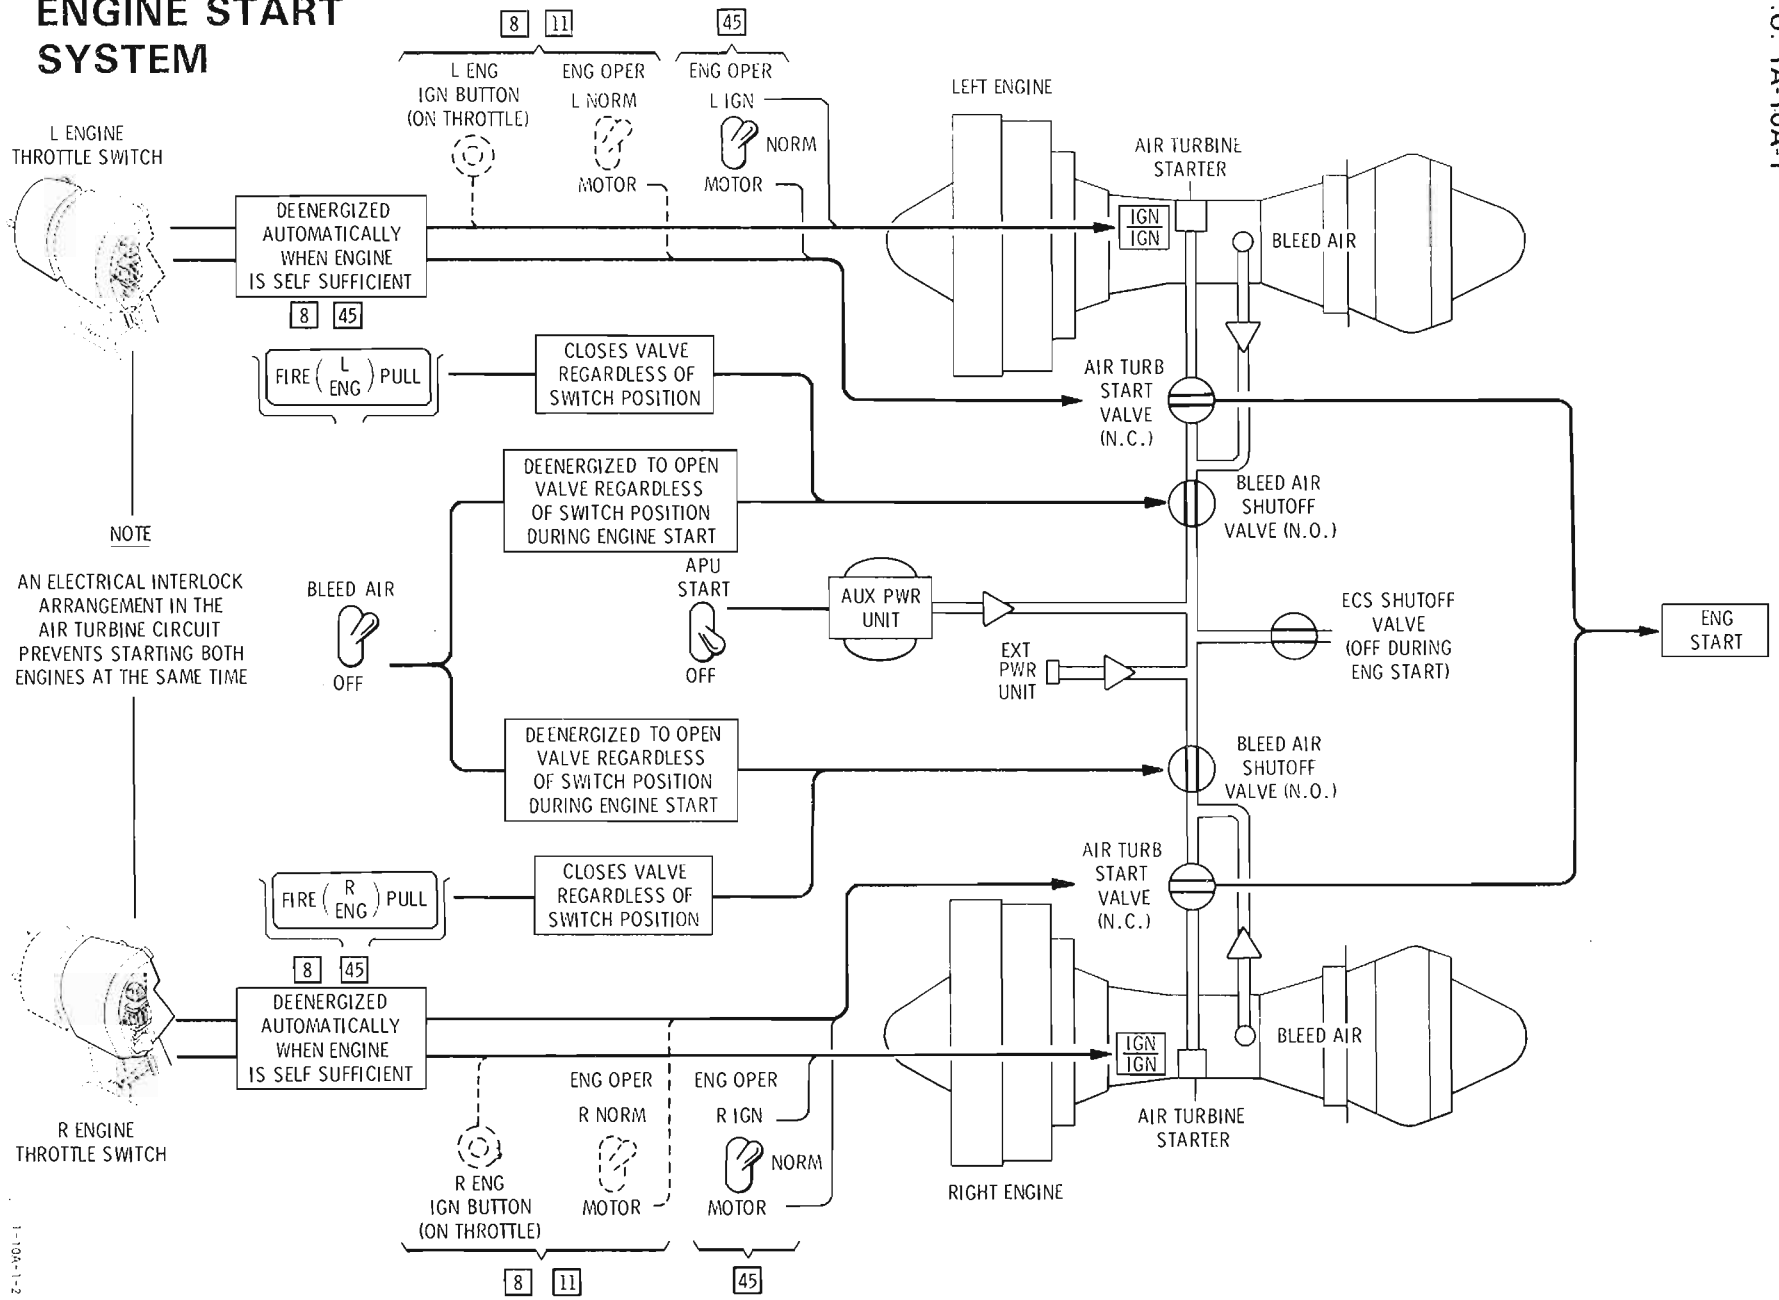 ENGINE START
SYSTEM
8 11
45
L ENG
IGN BUTTON
(ON THROTTLE)
ENG OPER
L NORM
MOTOR
ENG OPER
L IGN
NORM
MOTOR
LEFT ENGINE
L ENGINE
THROTTLE SWITCH
AIR TURBINE
STARTER
DEENERGIZED
AUTOMATICALLY
WHEN ENGINE
IS SELF SUFFICIENT
IGN
IGN
BLEED AIR
8 45
FIRE ( L ENG ) PULL
CLOSES VALVE
REGARDLESS OF
SWITCH POSITION
AIR TURB
START
VALVE
(N.C.)
DEENERGIZED TO OPEN
VALVE REGARDLESS
OF SWITCH POSITION
DURING ENGINE START
BLEED AIR
SHUTOFF
VALVE (N.O.)
NOTE
AN ELECTRICAL INTERLOCK
ARRANGEMENT IN THE
AIR TURBINE CIRCUIT
PREVENTS STARTING BOTH
ENGINES AT THE SAME TIME
BLEED AIR
OFF
APU
START
OFF
AUX PWR
UNIT
EXT
PWR
UNIT
ECS SHUTOFF
VALVE
(OFF DURING
ENG START)
ENG
START
DEENERGIZED TO OPEN
VALVE REGARDLESS
OF SWITCH POSITION
DURING ENGINE START
BLEED AIR
SHUTOFF
VALVE (N.O.)
CLOSES VALVE
REGARDLESS OF
SWITCH POSITION
AIR TURB
START
VALVE
(N.C.)
FIRE ( R ENG ) PULL
8 45
DEENERGIZED
AUTOMATICALLY
WHEN ENGINE
IS SELF SUFFICIENT
IGN
IGN
BLEED AIR
R ENGINE
THROTTLE SWITCH
ENG OPER
R NORM
MOTOR
ENG OPER
R IGN
NORM
MOTOR
AIR TURBINE
STARTER
R ENG
IGN BUTTON
(ON THROTTLE)
RIGHT ENGINE
8 11
45
1-10A-1-2